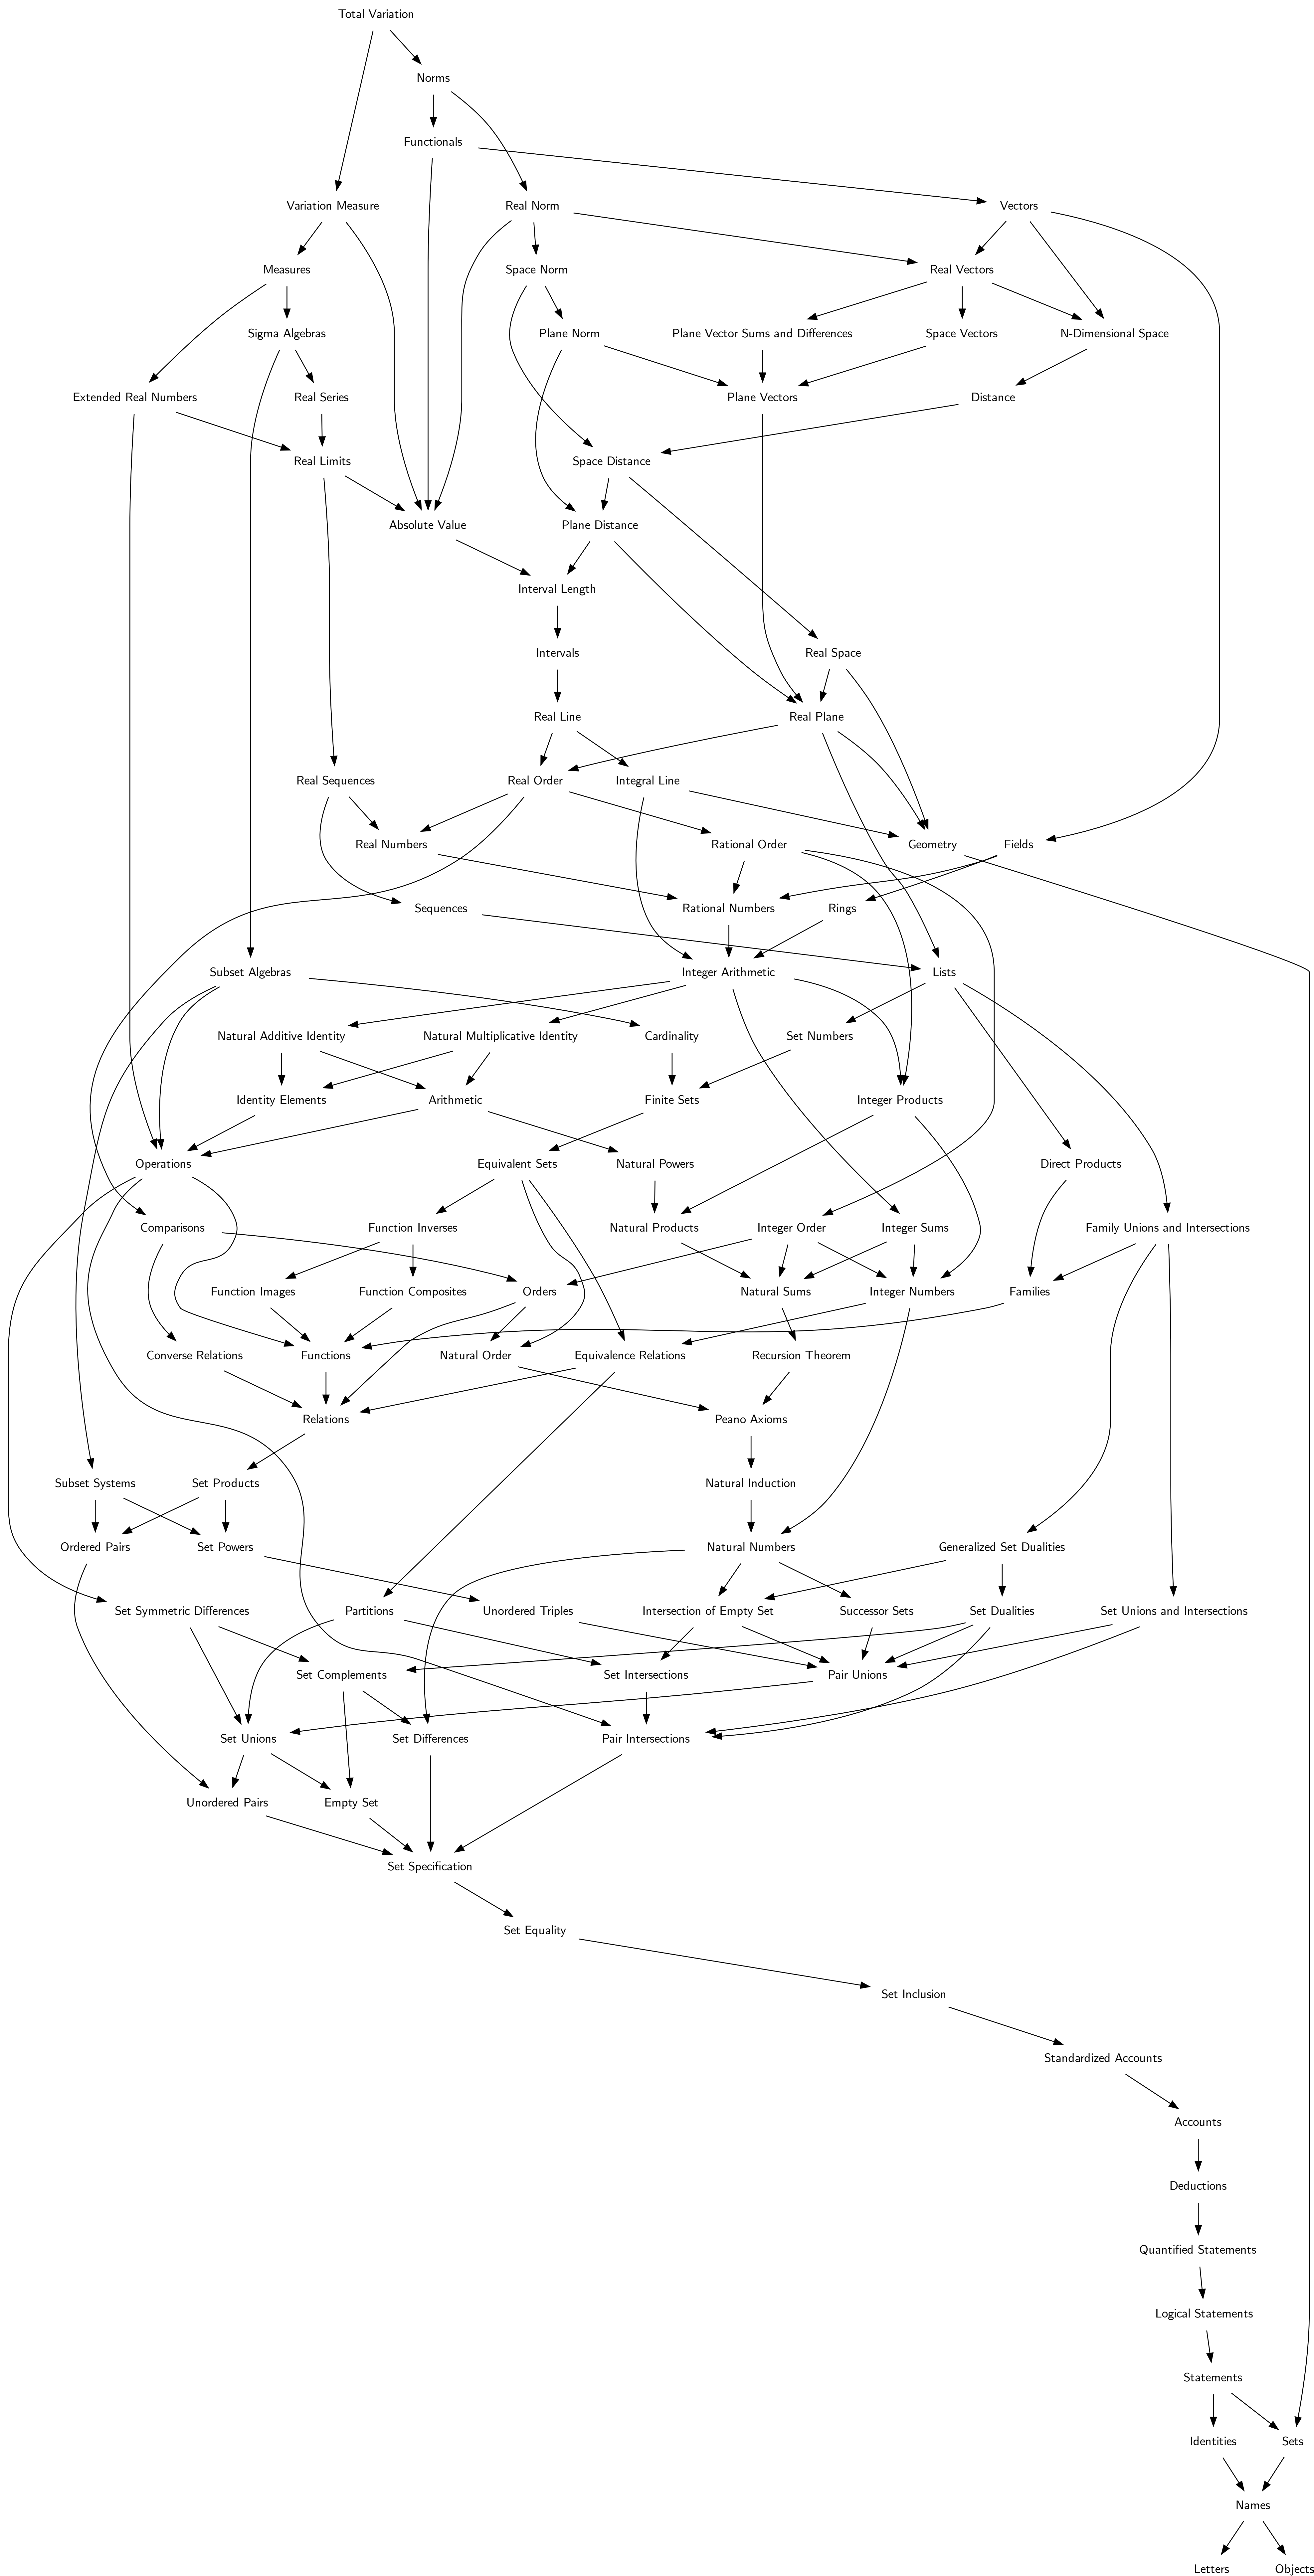 Total Variation
Norms
Functionals
Variation Measure
Real Norm
Vectors
Measures
Space Norm
Real Vectors
Sigma Algebras
Plane Norm
Plane Vector Sums and Differences
Space Vectors
N-Dimensional Space
Extended Real Numbers
Real Series
Plane Vectors
Distance
Real Limits
Space Distance
Absolute Value
Plane Distance
Interval Length
Intervals
Real Space
Real Line
Real Plane
Real Sequences
Real Order
Integral Line
Real Numbers
Rational Order
Geometry
Fields
Sequences
Rational Numbers
Rings
Subset Algebras
Integer Arithmetic
Lists
Natural Additive Identity
Natural Multiplicative Identity
Cardinality
Set Numbers
Identity Elements
Arithmetic
Finite Sets
Integer Products
Operations
Equivalent Sets
Natural Powers
Direct Products
Comparisons
Function Inverses
Natural Products
Integer Order
Integer Sums
Family Unions and Intersections
Function Images
Function Composites
Orders
Natural Sums
Integer Numbers
Families
Converse Relations
Functions
Natural Order
Equivalence Relations
Recursion Theorem
Relations
Peano Axioms
Subset Systems
Set Products
Natural Induction
Ordered Pairs
Set Powers
Natural Numbers
Generalized Set Dualities
Set Symmetric Differences
Partitions
Unordered Triples
Intersection of Empty Set
Successor Sets
Set Dualities
Set Unions and Intersections
Set Complements
Set Intersections
Pair Unions
Set Unions
Set Differences
Pair Intersections
Unordered Pairs
Empty Set
Set Specification
Set Equality
Set Inclusion
Standardized Accounts
Accounts
Deductions
Quantified Statements
Logical Statements
Statements
Identities
Sets
Names
Letters
Objects